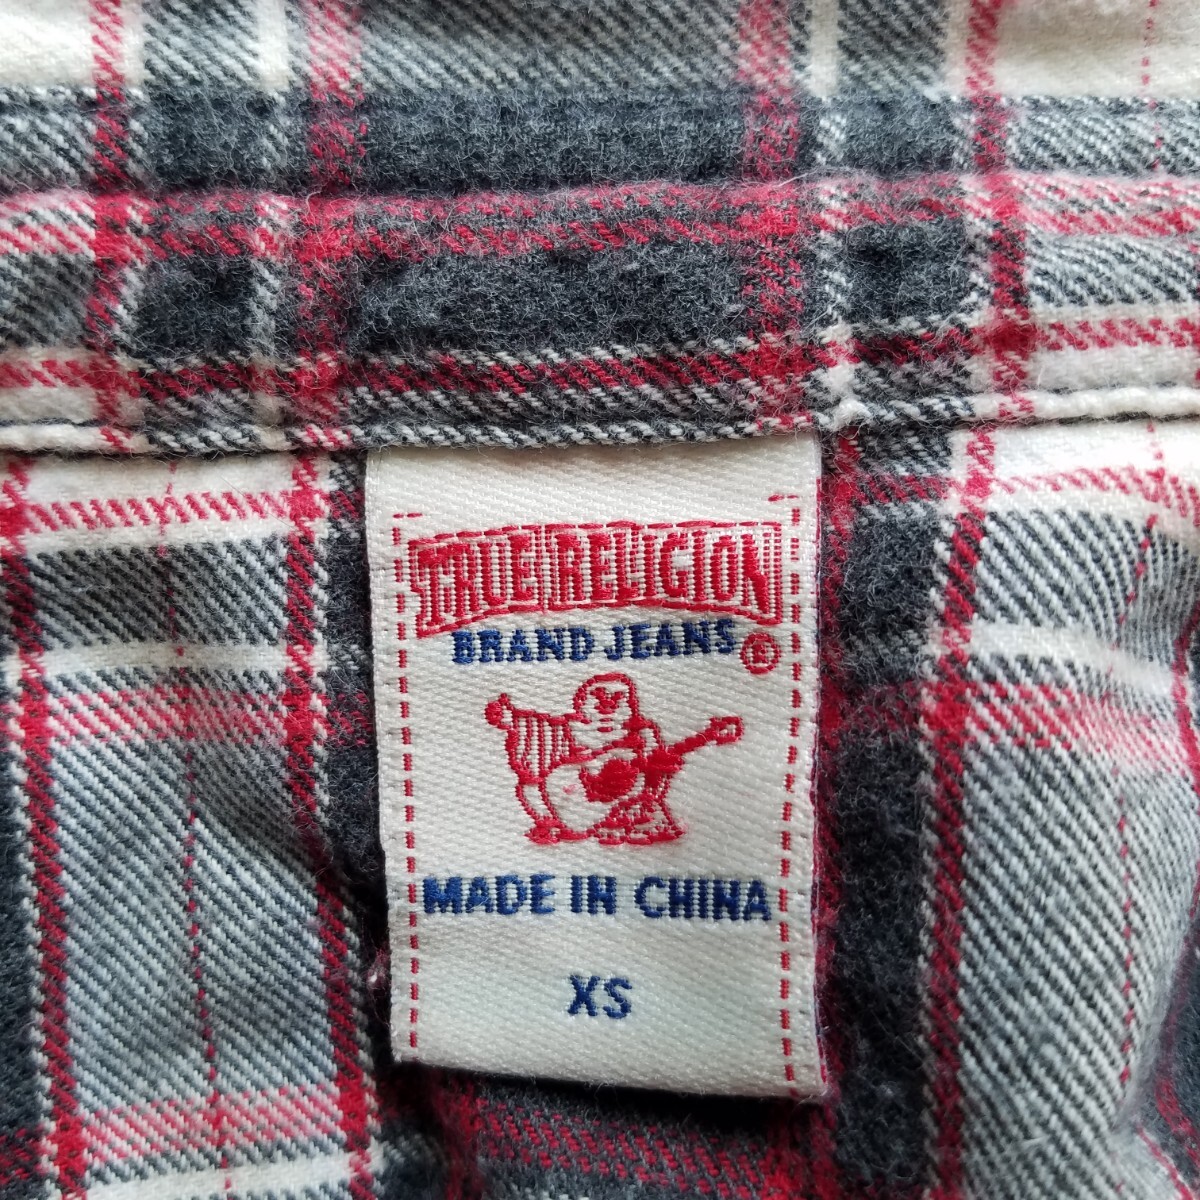 TRUE RELIGION
BRAND JEANS ®
MADE IN CHINA
XS